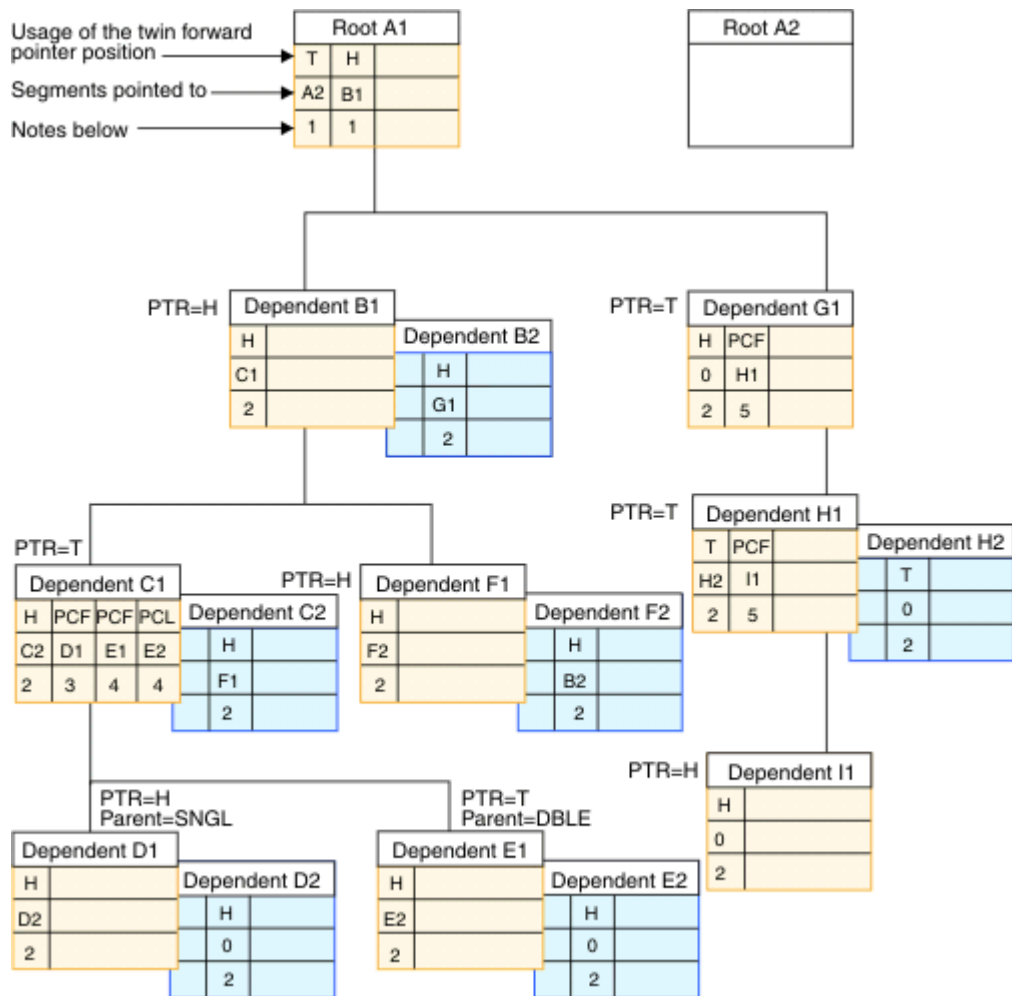 Usage of the twin forward
pointer position
Segments pointed to
Notes below
Root A1
T H
A2 B1
1 1
Root A2
PTR=H
Dependent B1
H
C1
2
Dependent B2
H
G1
2
PTR=T
Dependent G1
H PCF
0 H1
2 5
PTR=T
Dependent H1
T PCF
H2 I1
2 5
Dependent H2
T
0
2
PTR=T
Dependent C1
H PCF PCF PCL
C2 D1 E1 E2
2 3 4 4
Dependent C2
H
F1
2
PTR=H
Dependent F1
H
F2
2
Dependent F2
H
B2
2
PTR=H
Dependent I1
H
0
2
PTR=H
Parent=SNGL
Dependent D1
H
D2
2
Dependent D2
H
0
2
PTR=T
Parent=DBLE
Dependent E1
H
E2
2
Dependent E2
H
0
2